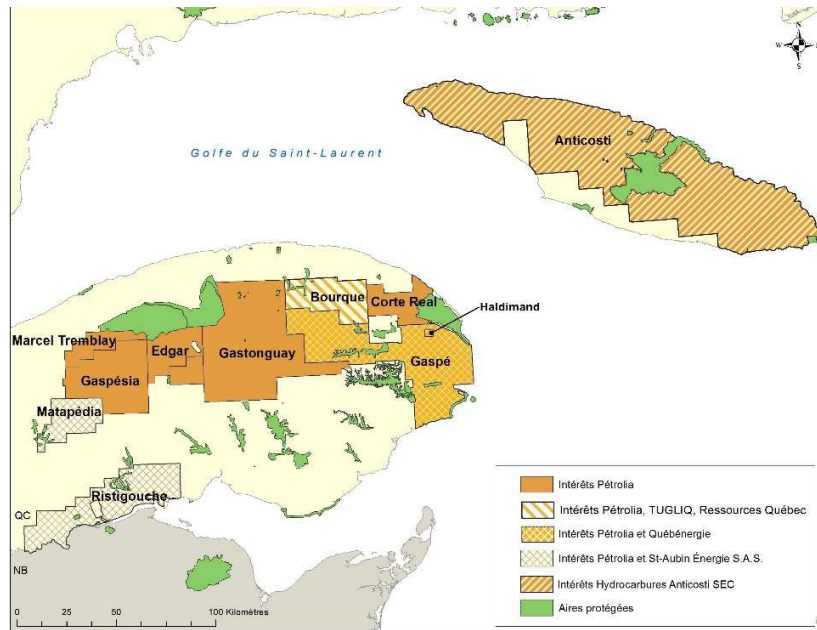 N
W
S
Golfe du Saint-Laurent
Anticosti
Bourque
Corte Real
Haldimand
Marcel Tremblay
Edgar
Gastonguay
Gaspé
Gaspésia
Matapédia
Ristigouche
QC
NB
0 25 50 100 Kilomètres
Intérêts Pétrolia
Intérêts Pétrolia, TUGLIQ, Ressources Québec
Intérêts Pétrolia et Québénergie
Intérêts Pétrolia et St-Aubin Énergie S.A.S.
Intérêts Hydrocarbures Anticosti SEC
Aires protégées